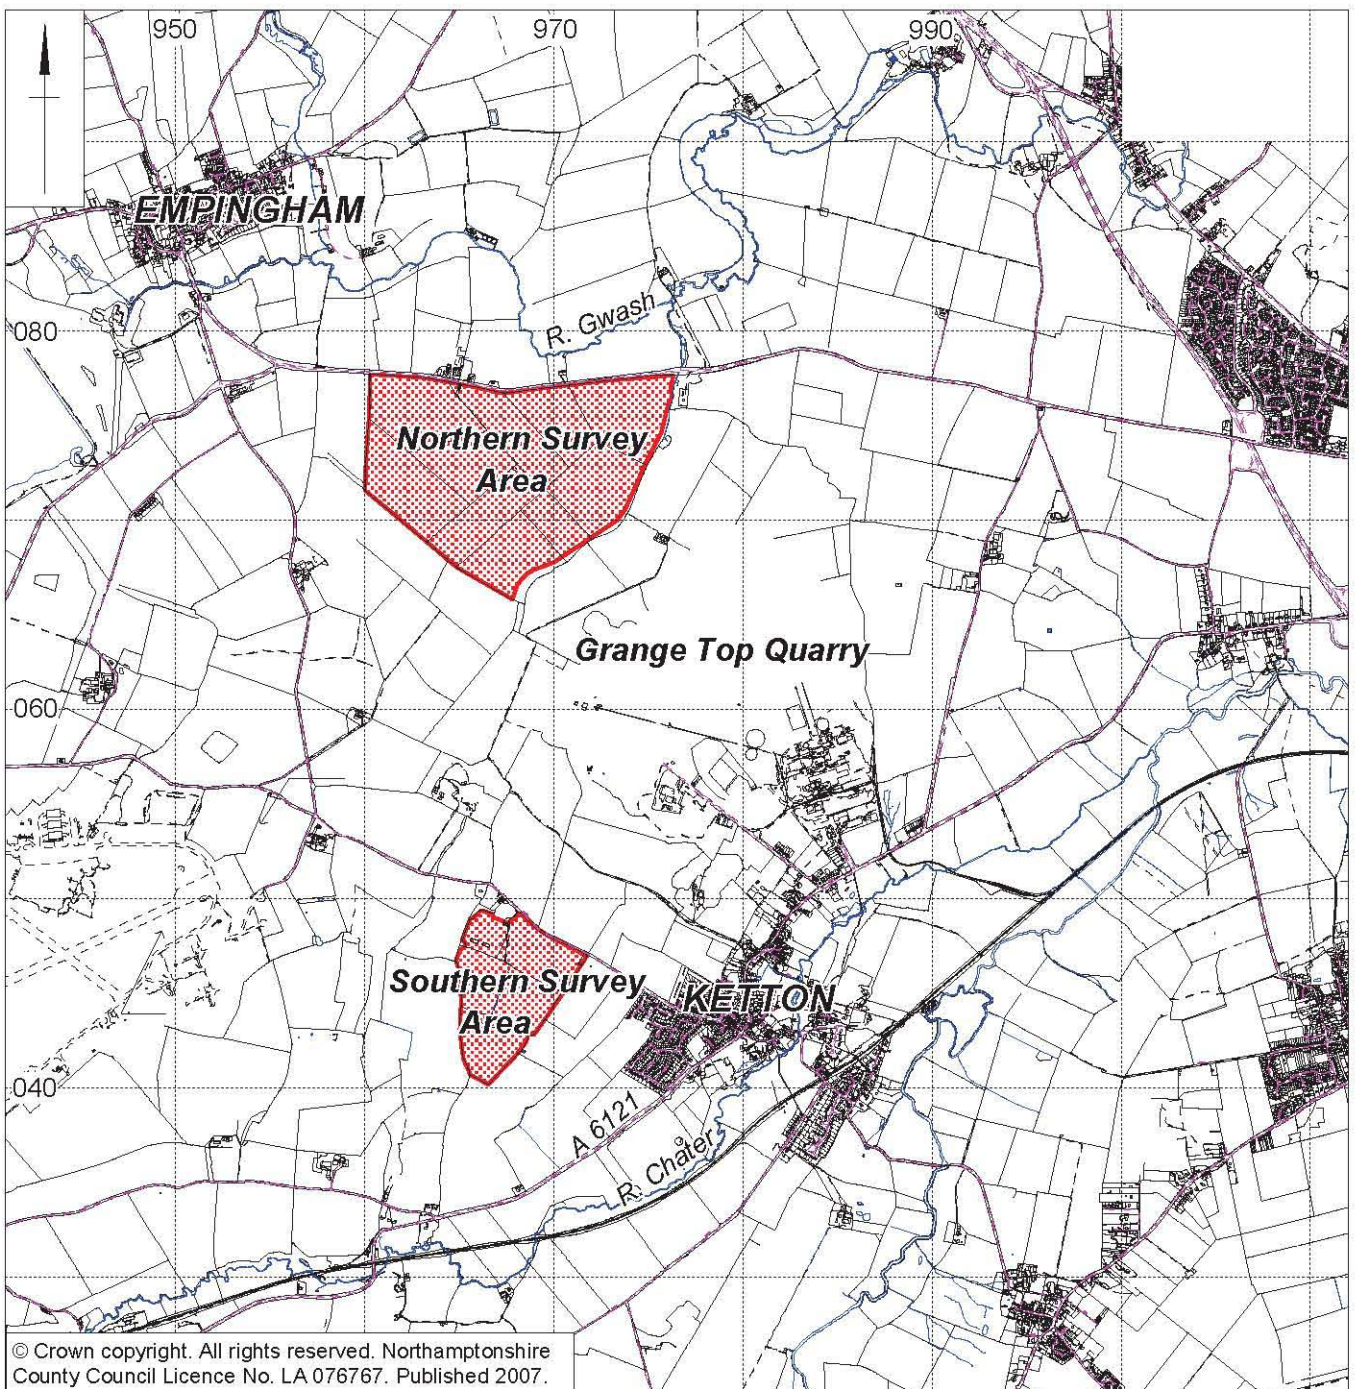 950
970
990
EMPINGHAM
080
R. Gwash
Northern Survey
Area
Grange Top Quarry
060
Southern Survey
Area
KETTON
040
A 6121
R. Chater
© Crown copyright. All rights reserved. Northamptonshire
County Council Licence No. LA 076767. Published 2007.